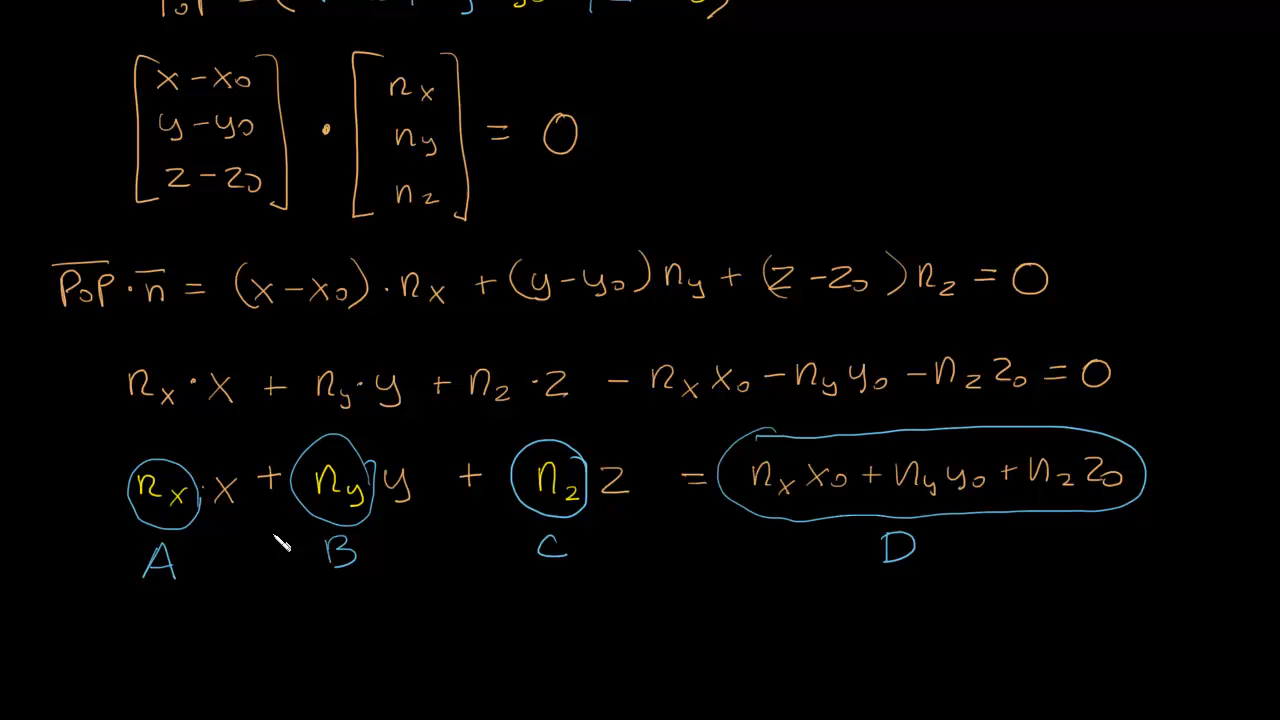 x - x0 nx
y - y0 · ny = 0
z - z0 nz
P0P · n = (x - x0) · nx + (y - y0) ny + (z - z0) nz = 0
nx · x + ny · y + nz · z - nx x0 - ny y0 - nz z0 = 0
nx · x + ny y + nz z = nx x0 + ny y0 + nz z0
A B C D